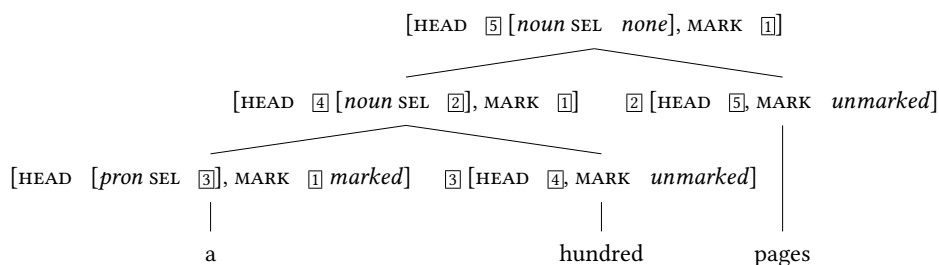 [HEAD 5 [noun SEL none], MARK 1]
[HEAD 4 [noun SEL 2], MARK 1] 2 [HEAD 5, MARK unmarked]
[HEAD [pron SEL 3], MARK 1 marked] 3 [HEAD 4, MARK unmarked]
a hundred pages